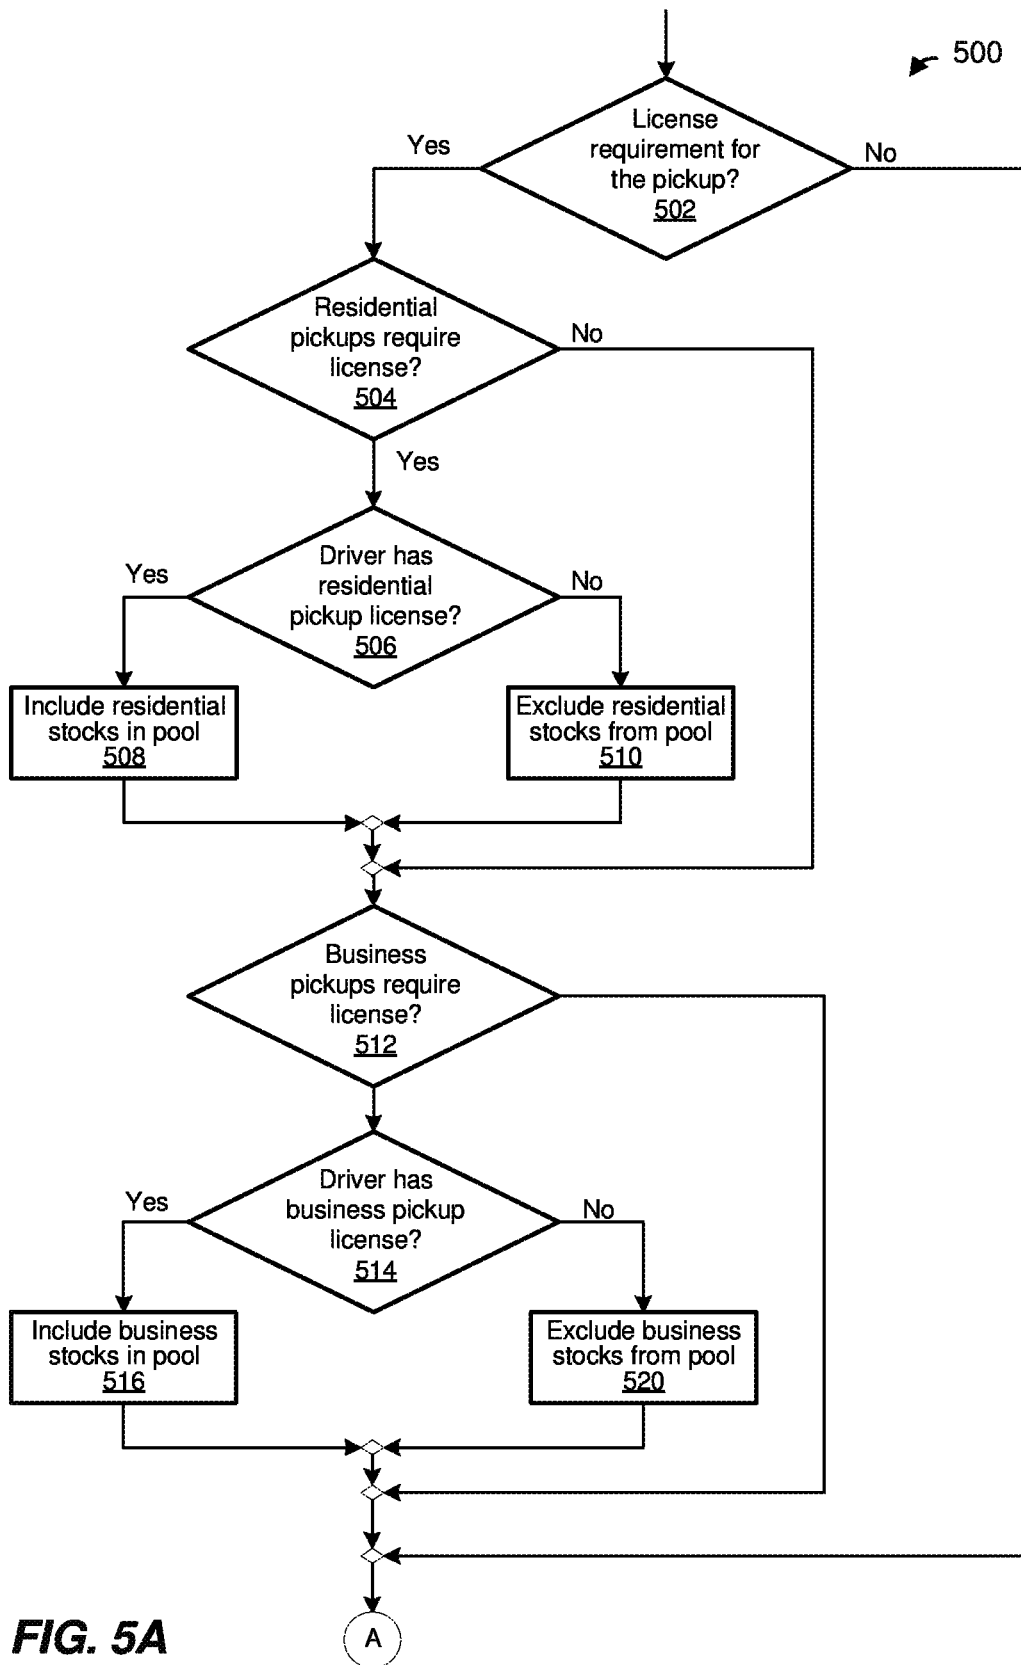 500
License
requirement for
the pickup?
502
Yes
No
Residential
pickups require
license?
504
No
Yes
Driver has
residential
pickup license?
506
Yes
No
Include residential
stocks in pool
508
Exclude residential
stocks from pool
510
Business
pickups require
license?
512
Driver has
business pickup
license?
514
Yes
No
Include business
stocks in pool
516
Exclude business
stocks from pool
520
A
FIG. 5A